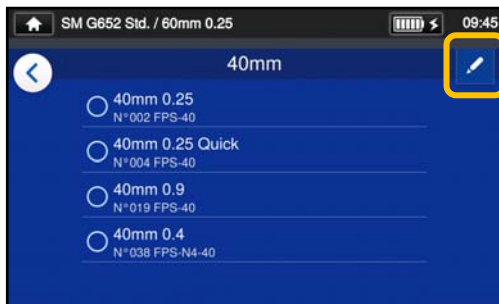 SM G652 Std. / 60mm 0.25 09:45
40mm
40mm 0.25
N°002 FPS-40
40mm 0.25 Quick
N°004 FPS-40
40mm 0.9
N°019 FPS-40
40mm 0.4
N°038 FPS-N4-40